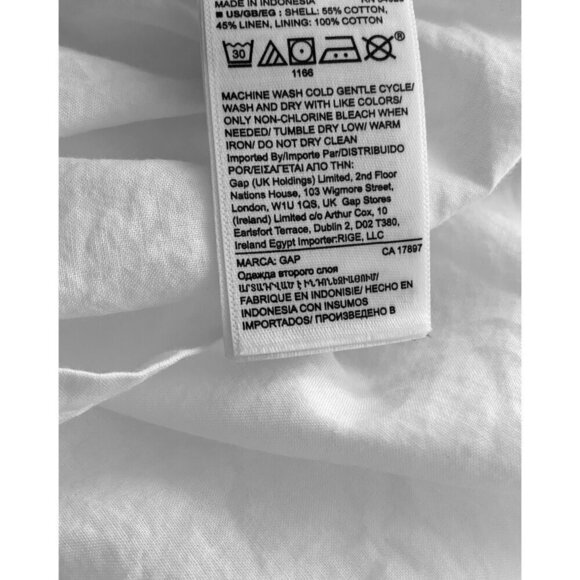 MADE IN INDONESIA
■ US/GB/EG : SHELL: 55% COTTON,
45% LINEN, LINING: 100% COTTON
30
®
1166
MACHINE WASH COLD GENTLE CYCLE/
WASH AND DRY WITH LIKE COLORS/
ONLY NON-CHLORINE BLEACH WHEN
NEEDED/ TUMBLE DRY LOW/ WARM
IRON/ DO NOT DRY CLEAN
Imported By/Importe Par/DISTRIBUIDO
POR/ΕΙΣΑΓΕΤΑΙ ΑΠΟ ΤΗΝ:
Gap (UK Holdings) Limited, 2nd Floor
Nations House, 103 Wigmore Street,
London, W1U 1QS, UK Gap Stores
(Ireland) Limited c/o Arthur Cox, 10
Earlsfort Terrace, Dublin 2, D02 T380,
Ireland Egypt Importer:RIGE, LLC
MARCA: GAP CA 17897
Одежда второго слоя
ԱՐՏԱԴՐՎԱԾ Է ԻՆԴՈՆԵԶԻԱՅՈՒՄ/
FABRIQUE EN INDONISIE/ HECHO EN
INDONESIA CON INSUMOS
IMPORTADOS/ ПРОИЗВЕДЕНО В